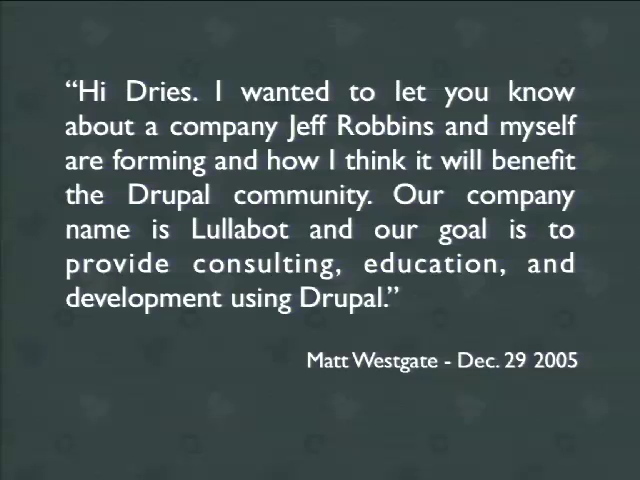 “Hi Dries. I wanted to let you know
about a company Jeff Robbins and myself
are forming and how I think it will benefit
the Drupal community. Our company
name is Lullabot and our goal is to
provide consulting, education, and
development using Drupal.”
Matt Westgate - Dec. 29 2005